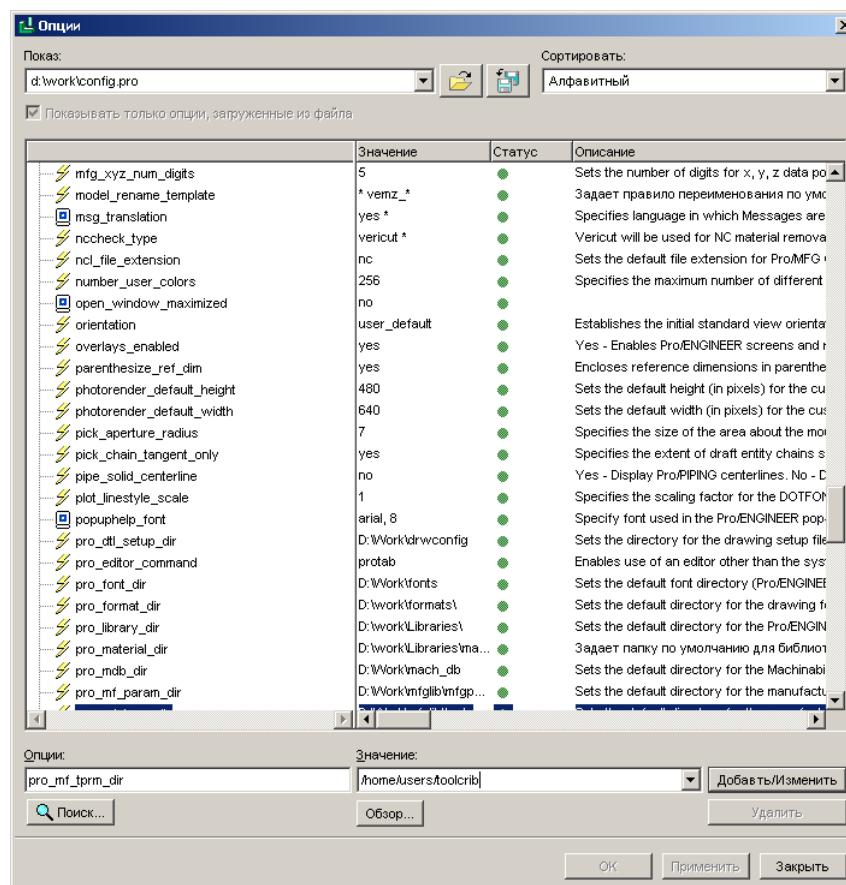 Опции
Показ:
Сортировать:
d:\work\config.pro
Алфавитный
Показывать только опции, загруженные из файла
Значение Статус Описание
mfg_xyz_num_digits 5 Sets the number of digits for x, y, z data po
model_rename_template * vemz_* Задает правило переименования по умо
msg_translation yes * Specifies language in which Messages are
nccheck_type vericut * Vericut will be used for NC material remova
ncl_file_extension nc Sets the default file extension for Pro/MFG
number_user_colors 256 Specifies the maximum number of different
open_window_maximized no
orientation user_default Establishes the initial standard view orienta
overlays_enabled yes Yes - Enables Pro/ENGINEER screens and
parenthesize_ref_dim yes Encloses reference dimensions in parenthe
photorender_default_height 480 Sets the default height (in pixels) for the cu
photorender_default_width 640 Sets the default width (in pixels) for the cus
pick_aperture_radius 7 Specifies the size of the area about the mo
pick_chain_tangent_only yes Specifies the extent of draft entity chains s
pipe_solid_centerline no Yes - Display Pro/PIPING centerlines. No - D
plot_linestyle_scale 1 Specifies the scaling factor for the DOTFON
popuphelp_font arial, 8 Specify font used in the Pro/ENGINEER pop-
pro_dtl_setup_dir D:\Work\drwconfig Sets the directory for the drawing setup file
pro_editor_command protab Enables use of an editor other than the sys
pro_font_dir D:\Work\fonts Sets the default font directory (Pro/ENGINEE
pro_format_dir D:\work\formats\ Sets the default directory for the drawing fo
pro_library_dir D:\work\Libraries\ Sets the default directory for the Pro/ENGIN
pro_material_dir D:\work\Libraries\ma... Задает папку по умолчанию для библиот
pro_mdb_dir D:\Work\mach_db Sets the default directory for the Machinabi
pro_mf_param_dir D:\Work\mfglib\mfgp... Sets the default directory for the manufactu
Опции:
Значение:
pro_mf_tprm_dir
/home/users/toolcrib
Добавть/Изменить
Поиск...
Обзор...
Удалить
OK
Применить
Закрыть